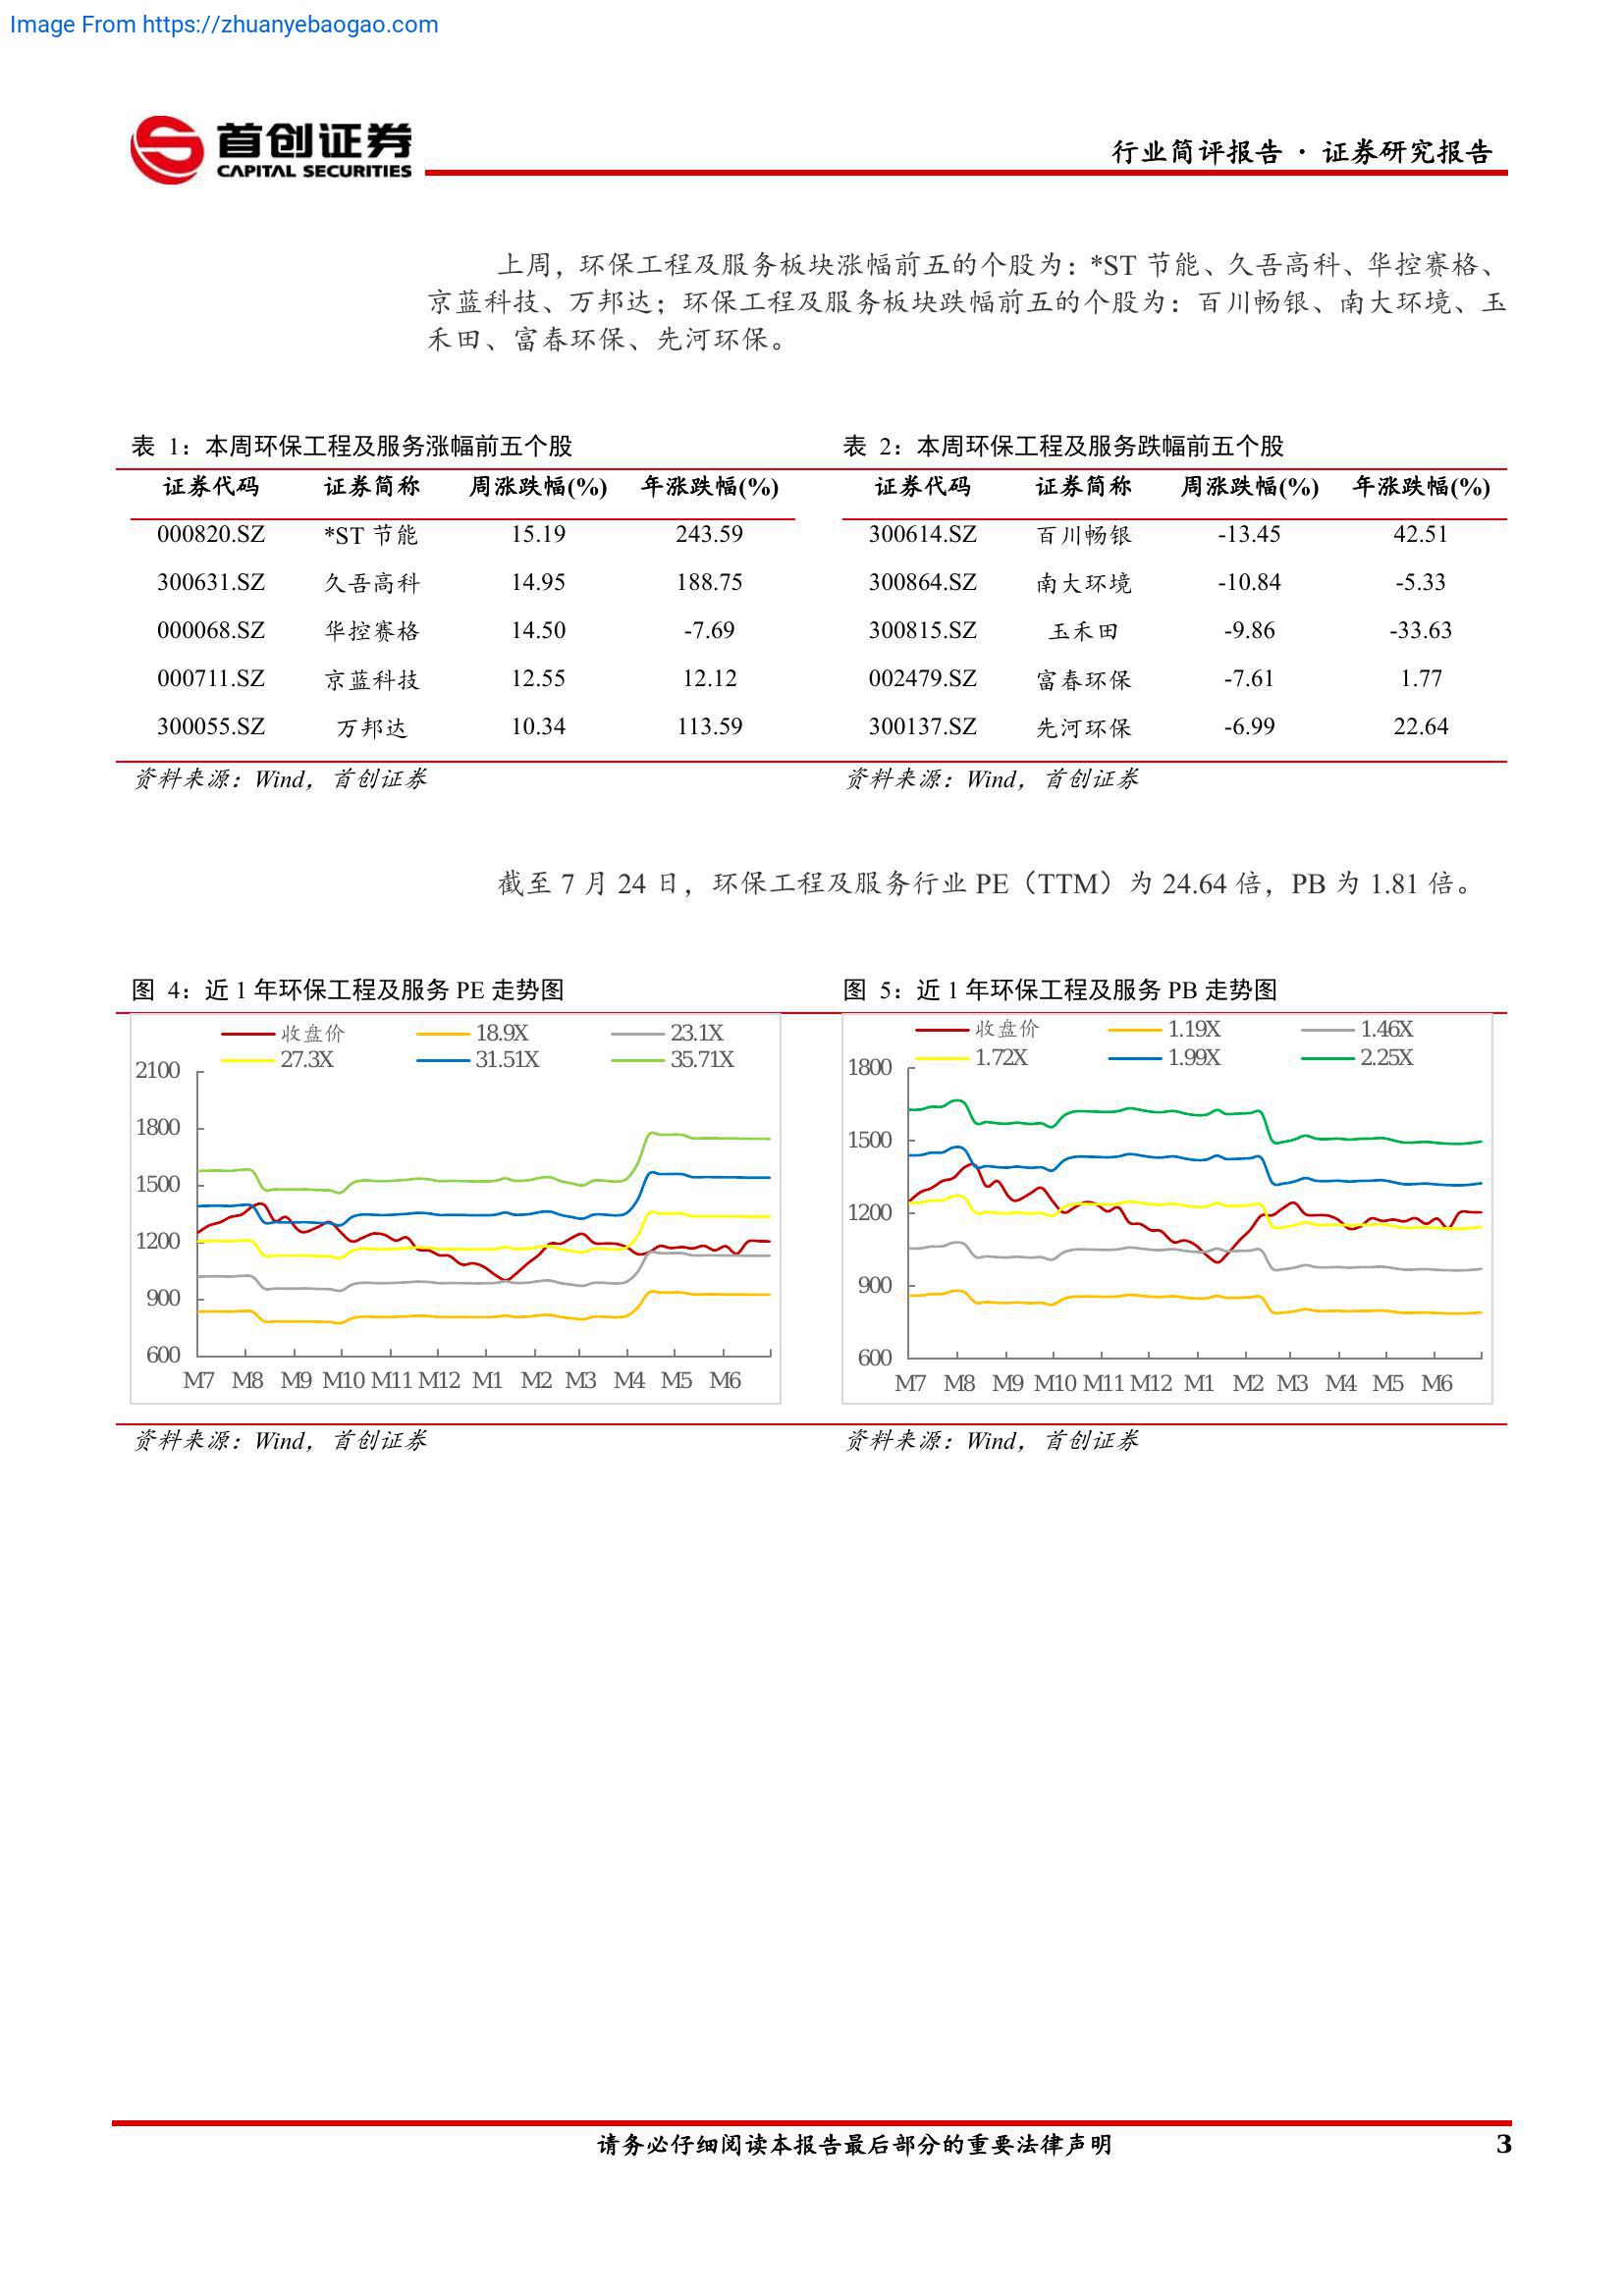 Image From https://zhuanyebaogao.com
首创证券
CAPITAL SECURITIES
行业简评报告 · 证券研究报告
上周，环保工程及服务板块涨幅前五的个股为：*ST 节能、久吾高科、华控赛格、
京蓝科技、万邦达；环保工程及服务板块跌幅前五的个股为：百川畅银、南大环境、玉
禾田、富春环保、先河环保。
表 1：本周环保工程及服务涨幅前五个股
证券代码 证券简称 周涨跌幅(%) 年涨跌幅(%)
000820.SZ *ST 节能 15.19 243.59
300631.SZ 久吾高科 14.95 188.75
000068.SZ 华控赛格 14.50 -7.69
000711.SZ 京蓝科技 12.55 12.12
300055.SZ 万邦达 10.34 113.59
资料来源：Wind，首创证券
表 2：本周环保工程及服务跌幅前五个股
证券代码 证券简称 周涨跌幅(%) 年涨跌幅(%)
300614.SZ 百川畅银 -13.45 42.51
300864.SZ 南大环境 -10.84 -5.33
300815.SZ 玉禾田 -9.86 -33.63
002479.SZ 富春环保 -7.61 1.77
300137.SZ 先河环保 -6.99 22.64
资料来源：Wind，首创证券
截至 7 月 24 日，环保工程及服务行业 PE（TTM）为 24.64 倍，PB 为 1.81 倍。
图 4：近 1 年环保工程及服务 PE 走势图
收盘价 18.9X 23.1X
27.3X 31.51X 35.71X
2100
1800
1500
1200
900
600
M7 M8 M9 M10 M11 M12 M1 M2 M3 M4 M5 M6
资料来源：Wind，首创证券
图 5：近 1 年环保工程及服务 PB 走势图
收盘价 1.19X 1.46X
1.72X 1.99X 2.25X
1800
1500
1200
900
600
M7 M8 M9 M10 M11 M12 M1 M2 M3 M4 M5 M6
资料来源：Wind，首创证券
请务必仔细阅读本报告最后部分的重要法律声明
3